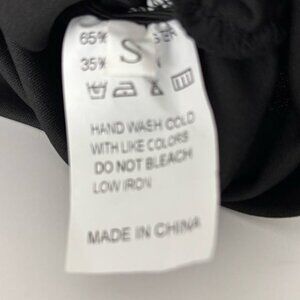 65%
35% S
HAND WASH COLD
WITH LIKE COLORS
DO NOT BLEACH
LOW IRON
MADE IN CHINA